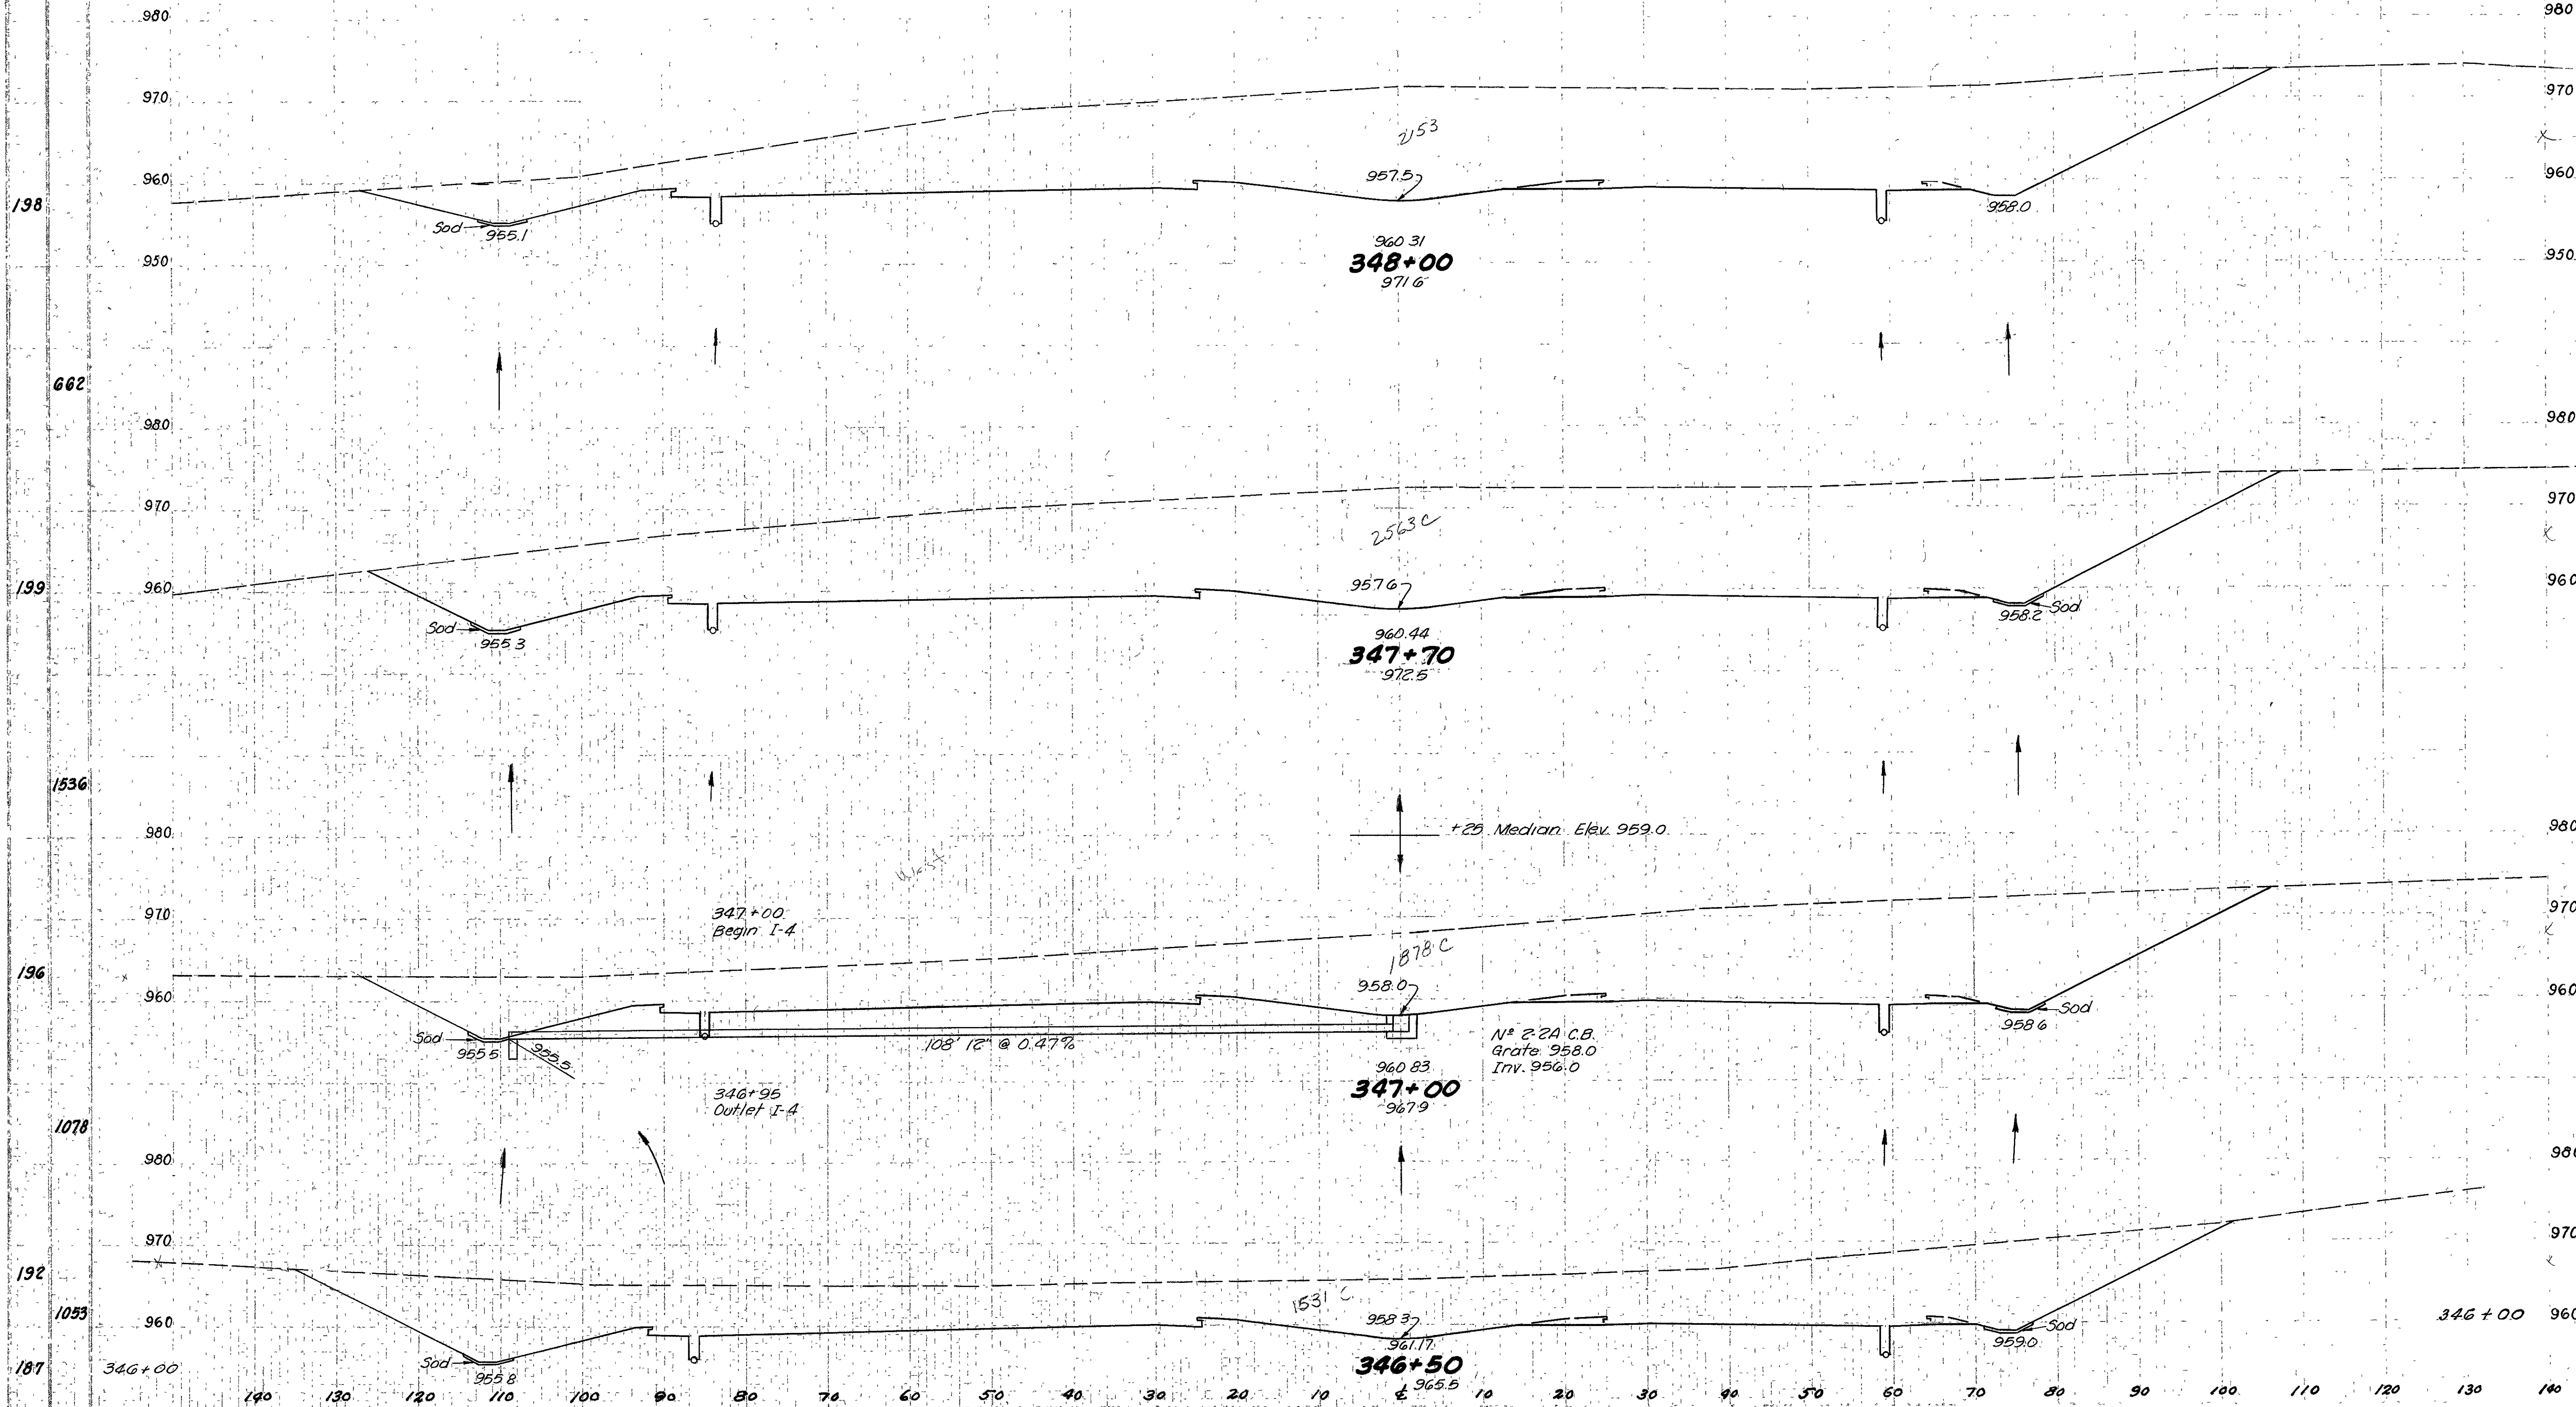 980 980
970 970
2153
957.5
960 960
198
958.0
Sod 955.1
960 31
950 348+00 950
971 6
662
980 980
970 970
2563 C
957 6
199 960 960
Sod Sod
955 3 958.2
960.44
347+70
972.5
1536
980 +25 Median Elev. 959.0 980
970 347+00 970
Begin I-4
1878 C
196
958.0
960 960
Sod Sod
955 5 955.5 108' 12" @ 0.47% 958 6
Nº 2-2A C.B.
Grate 958.0
Inv. 956.0
960 83
347+00
967 9
346+95
Outlet I-4
1078
980 980
970 970
192
1531 C
1053 960 958 3 346+00 960
Sod
961.17 959.0
187 346+00 Sod 346+50
955 8 965.5
140 130 120 110 100 90 80 70 60 50 40 30 20 10 ℄ 10 20 30 40 50 60 70 80 90 100 110 120 130 140